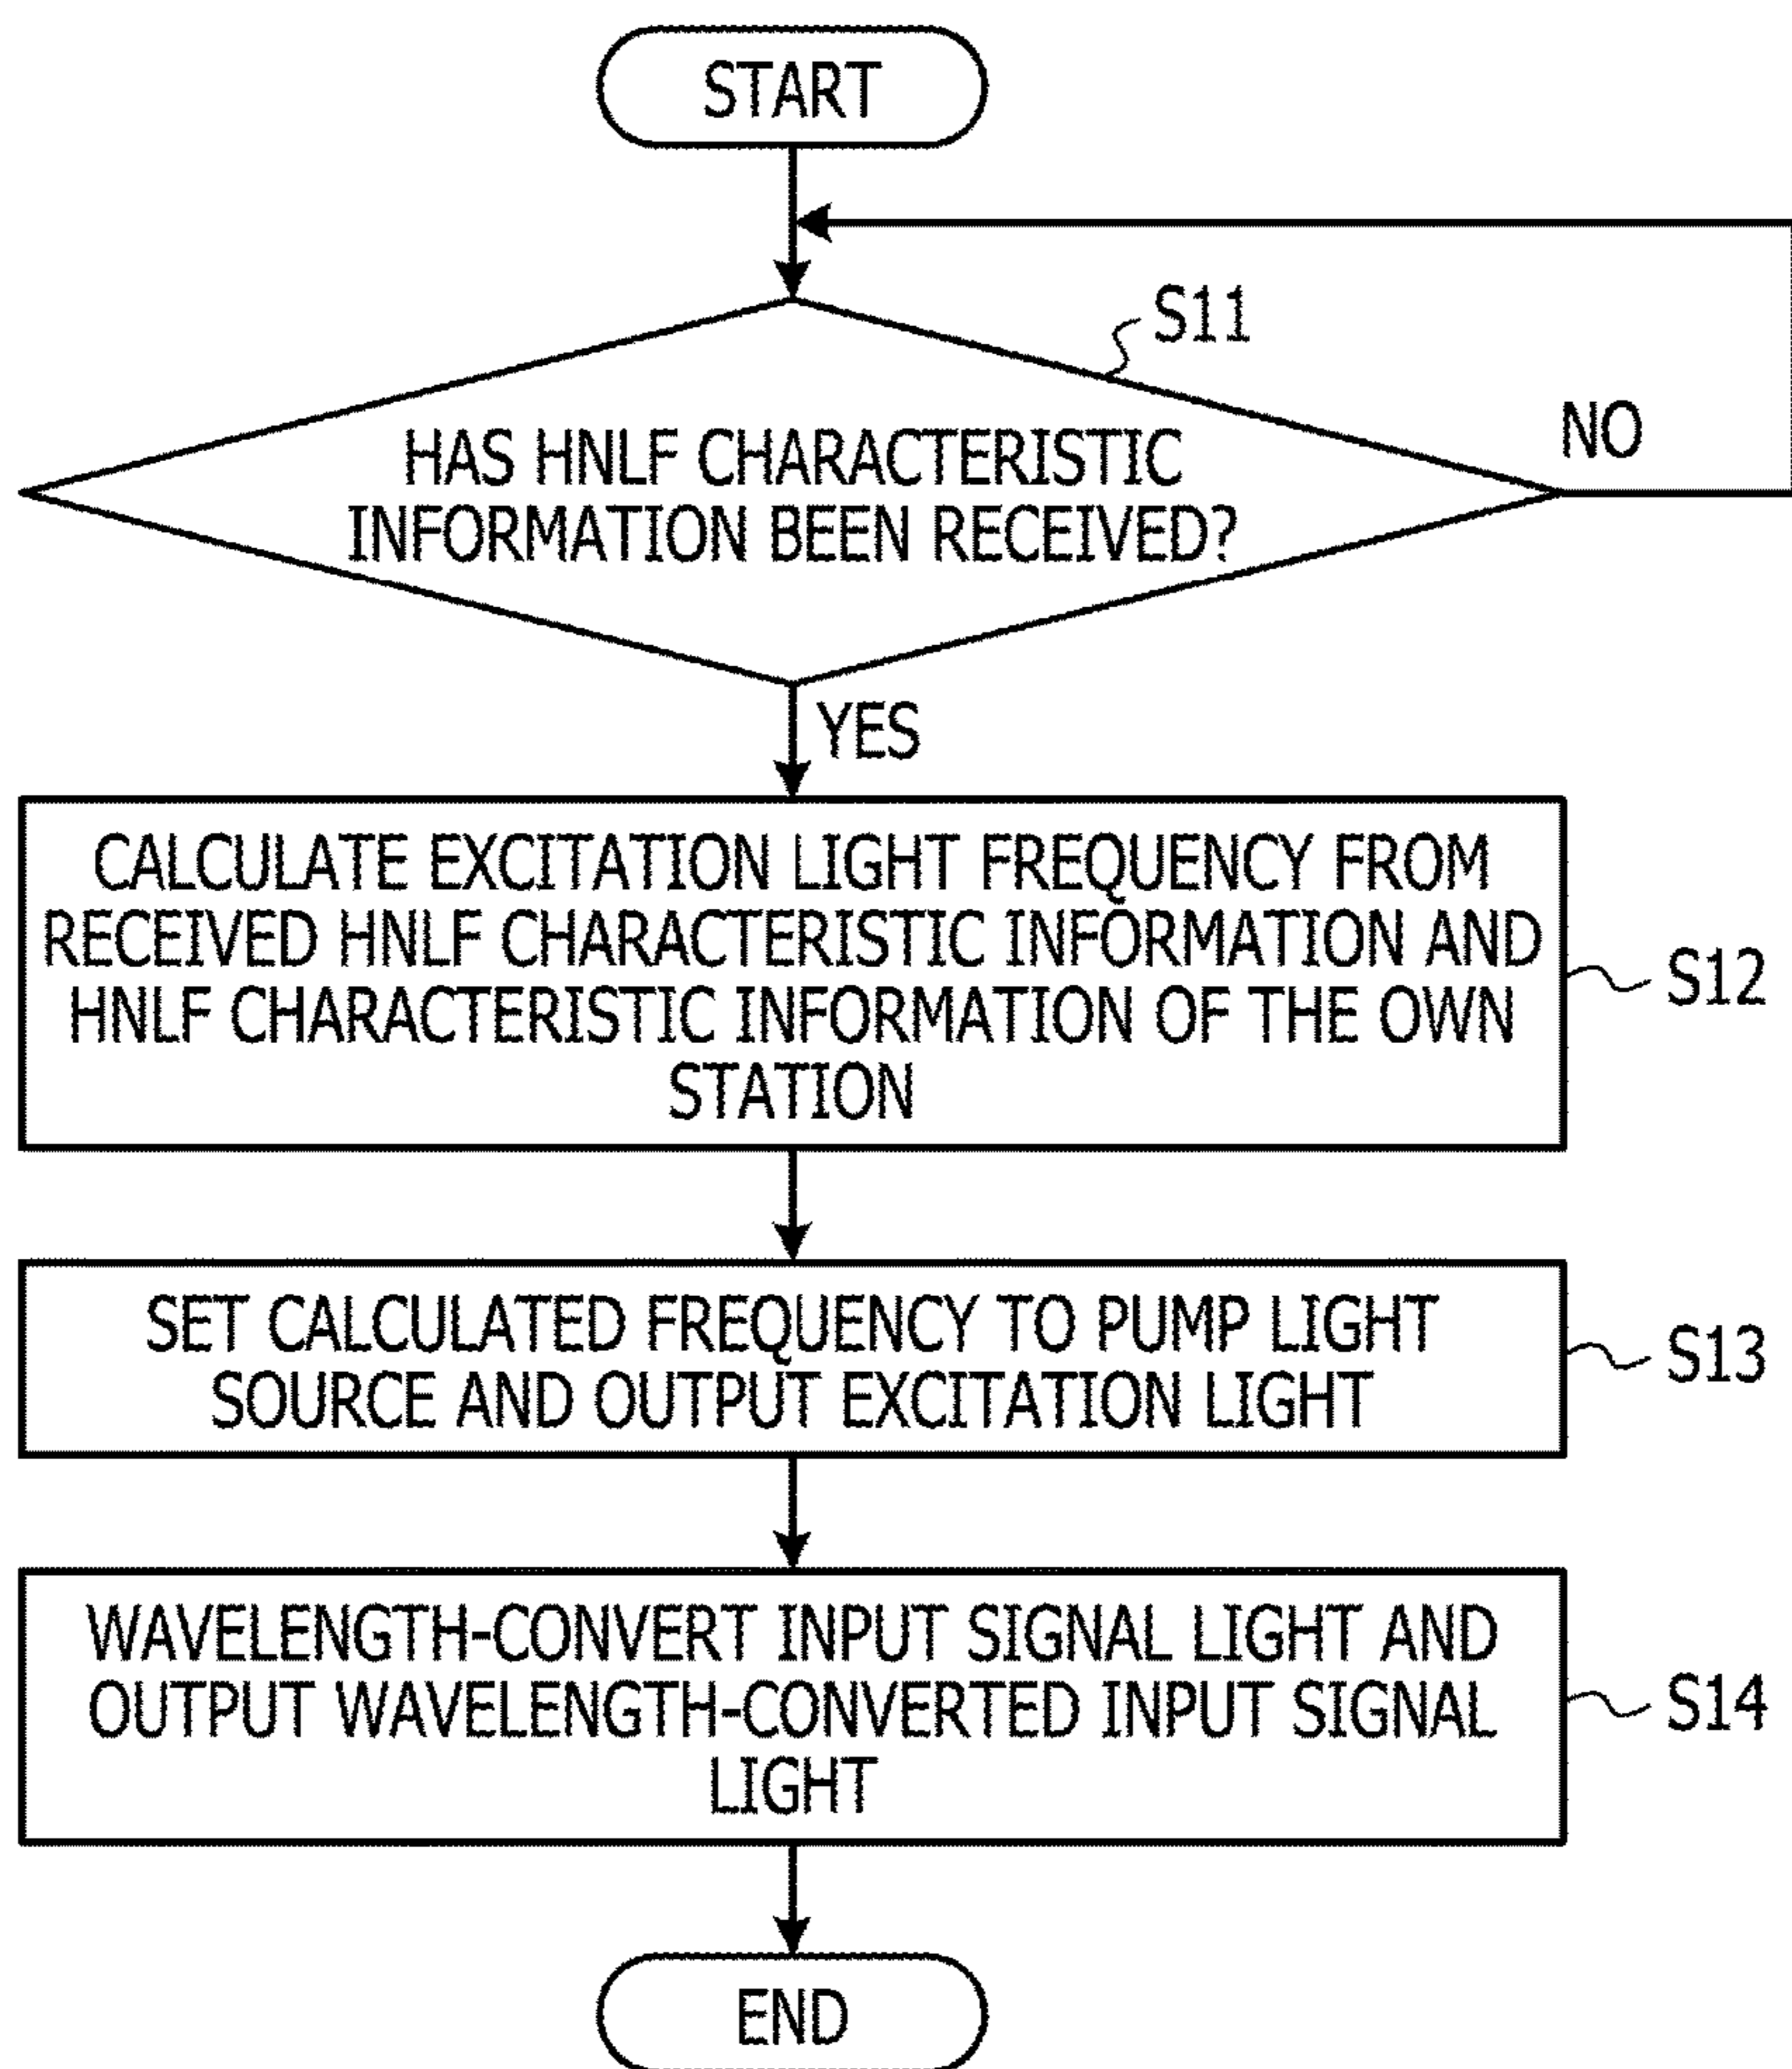 START
S11
HAS HNLF CHARACTERISTIC
INFORMATION BEEN RECEIVED?
NO
YES
CALCULATE EXCITATION LIGHT FREQUENCY FROM
RECEIVED HNLF CHARACTERISTIC INFORMATION AND
HNLF CHARACTERISTIC INFORMATION OF THE OWN
STATION
S12
SET CALCULATED FREQUENCY TO PUMP LIGHT
SOURCE AND OUTPUT EXCITATION LIGHT
S13
WAVELENGTH-CONVERT INPUT SIGNAL LIGHT AND
OUTPUT WAVELENGTH-CONVERTED INPUT SIGNAL
LIGHT
S14
END